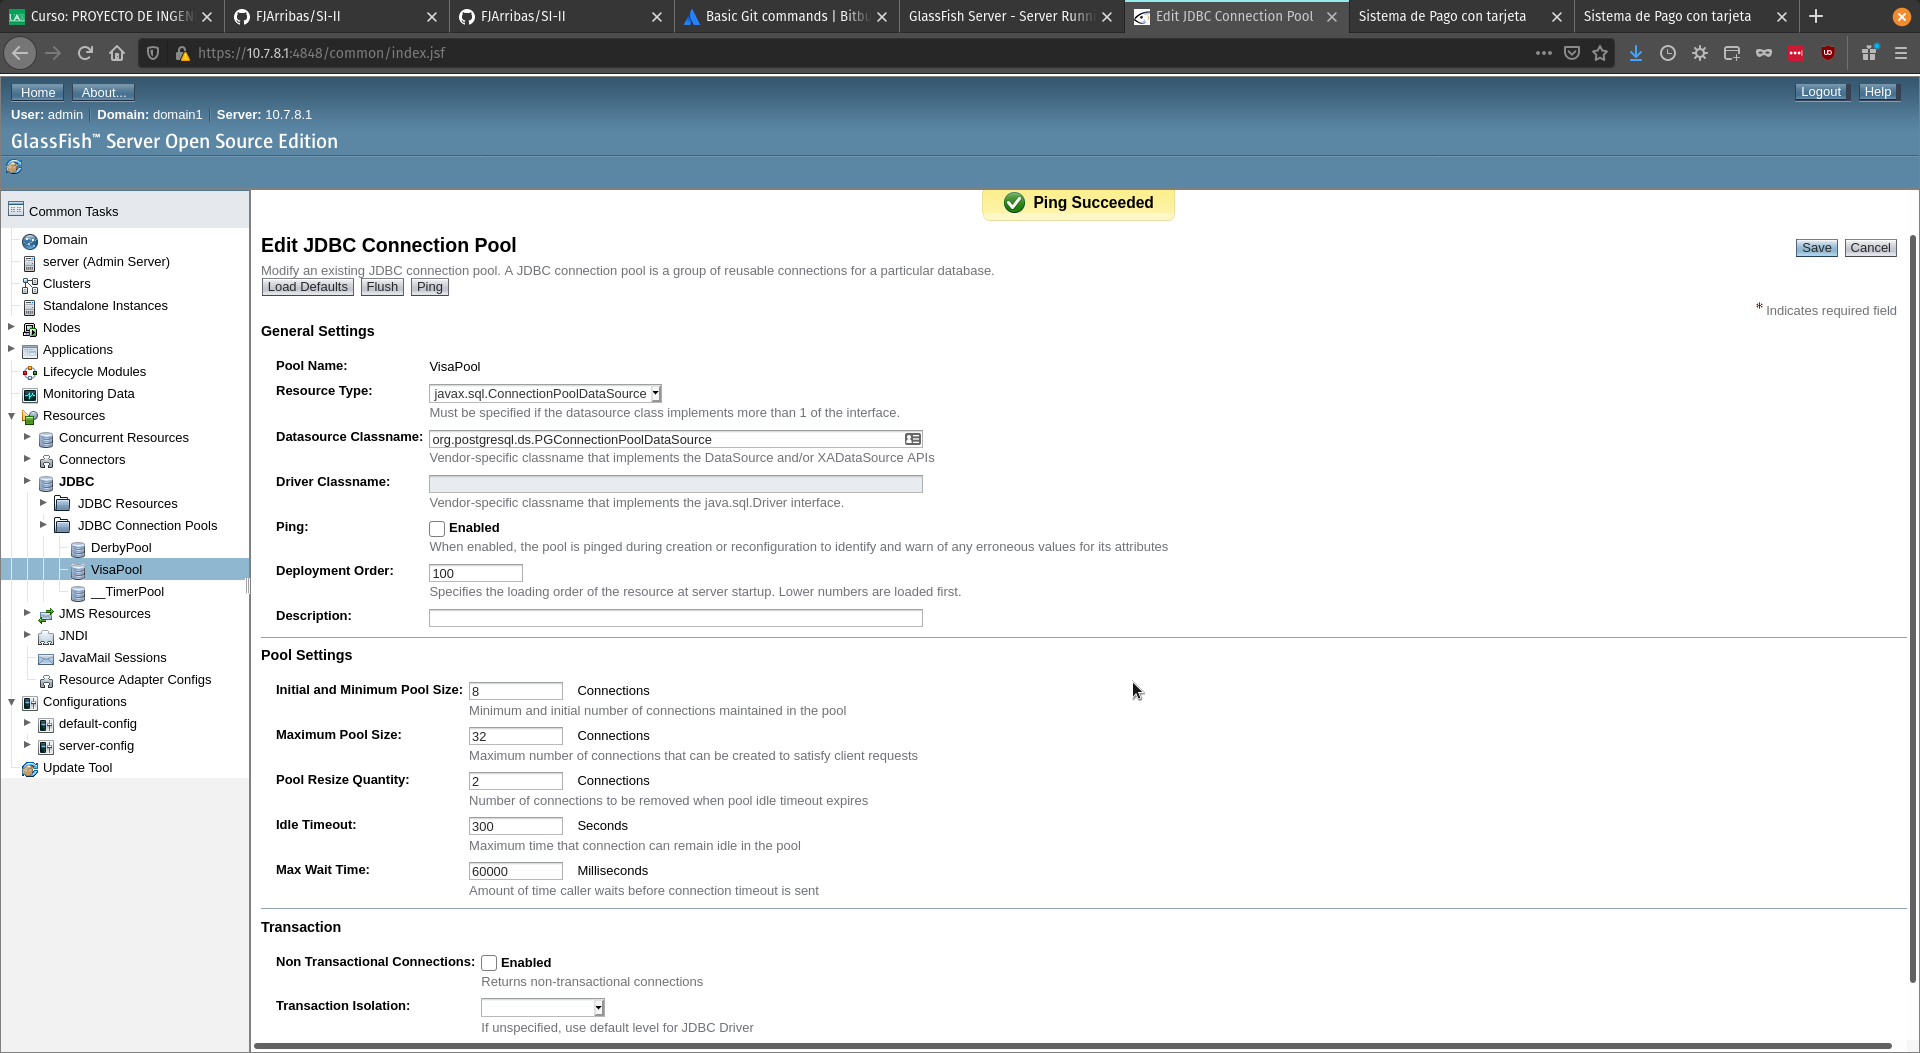 Curso: PROYECTO DE INGEN
FJArribas/SI-II
FJArribas/SI-II
Basic Git commands | Bitbu
GlassFish Server - Server Runn
Edit JDBC Connection Pool
Sistema de Pago con tarjeta
Sistema de Pago con tarjeta
https://10.7.8.1:4848/common/index.jsf
Home
About...
Logout
Help
User: admin
Domain: domain1
Server: 10.7.8.1
GlassFish™ Server Open Source Edition
Common Tasks
Domain
server (Admin Server)
Clusters
Standalone Instances
Nodes
Applications
Lifecycle Modules
Monitoring Data
Resources
Concurrent Resources
Connectors
JDBC
JDBC Resources
JDBC Connection Pools
DerbyPool
VisaPool
__TimerPool
JMS Resources
JNDI
JavaMail Sessions
Resource Adapter Configs
Configurations
default-config
server-config
Update Tool
Ping Succeeded
Edit JDBC Connection Pool
Save
Cancel
Modify an existing JDBC connection pool. A JDBC connection pool is a group of reusable connections for a particular database.
Load Defaults
Flush
Ping
* Indicates required field
General Settings
Pool Name: VisaPool
Resource Type: javax.sql.ConnectionPoolDataSource
Must be specified if the datasource class implements more than 1 of the interface.
Datasource Classname: org.postgresql.ds.PGConnectionPoolDataSource
Vendor-specific classname that implements the DataSource and/or XADataSource APIs
Driver Classname:
Vendor-specific classname that implements the java.sql.Driver interface.
Ping: Enabled
When enabled, the pool is pinged during creation or reconfiguration to identify and warn of any erroneous values for its attributes
Deployment Order: 100
Specifies the loading order of the resource at server startup. Lower numbers are loaded first.
Description:
Pool Settings
Initial and Minimum Pool Size: 8 Connections
Minimum and initial number of connections maintained in the pool
Maximum Pool Size: 32 Connections
Maximum number of connections that can be created to satisfy client requests
Pool Resize Quantity: 2 Connections
Number of connections to be removed when pool idle timeout expires
Idle Timeout: 300 Seconds
Maximum time that connection can remain idle in the pool
Max Wait Time: 60000 Milliseconds
Amount of time caller waits before connection timeout is sent
Transaction
Non Transactional Connections: Enabled
Returns non-transactional connections
Transaction Isolation:
If unspecified, use default level for JDBC Driver